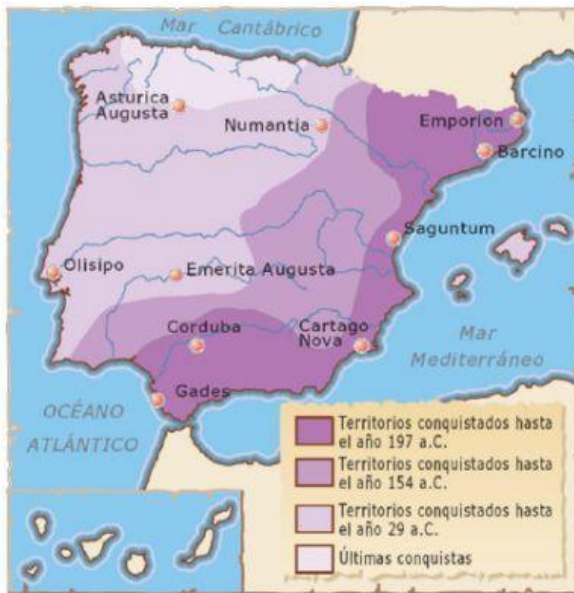 Mar Cantábrico
Asturica
Augusta
Numantia
Emporion
Barcino
Saguntum
Olisipo
Emerita Augusta
Corduba
Cartago
Nova
Mar
Mediterráneo
Gades
OCÉANO
ATLÁNTICO
Territorios conquistados hasta
el año 197 a.C.
Territorios conquistados hasta
el año 154 a.C.
Territorios conquistados hasta
el año 29 a.C.
Últimas conquistas